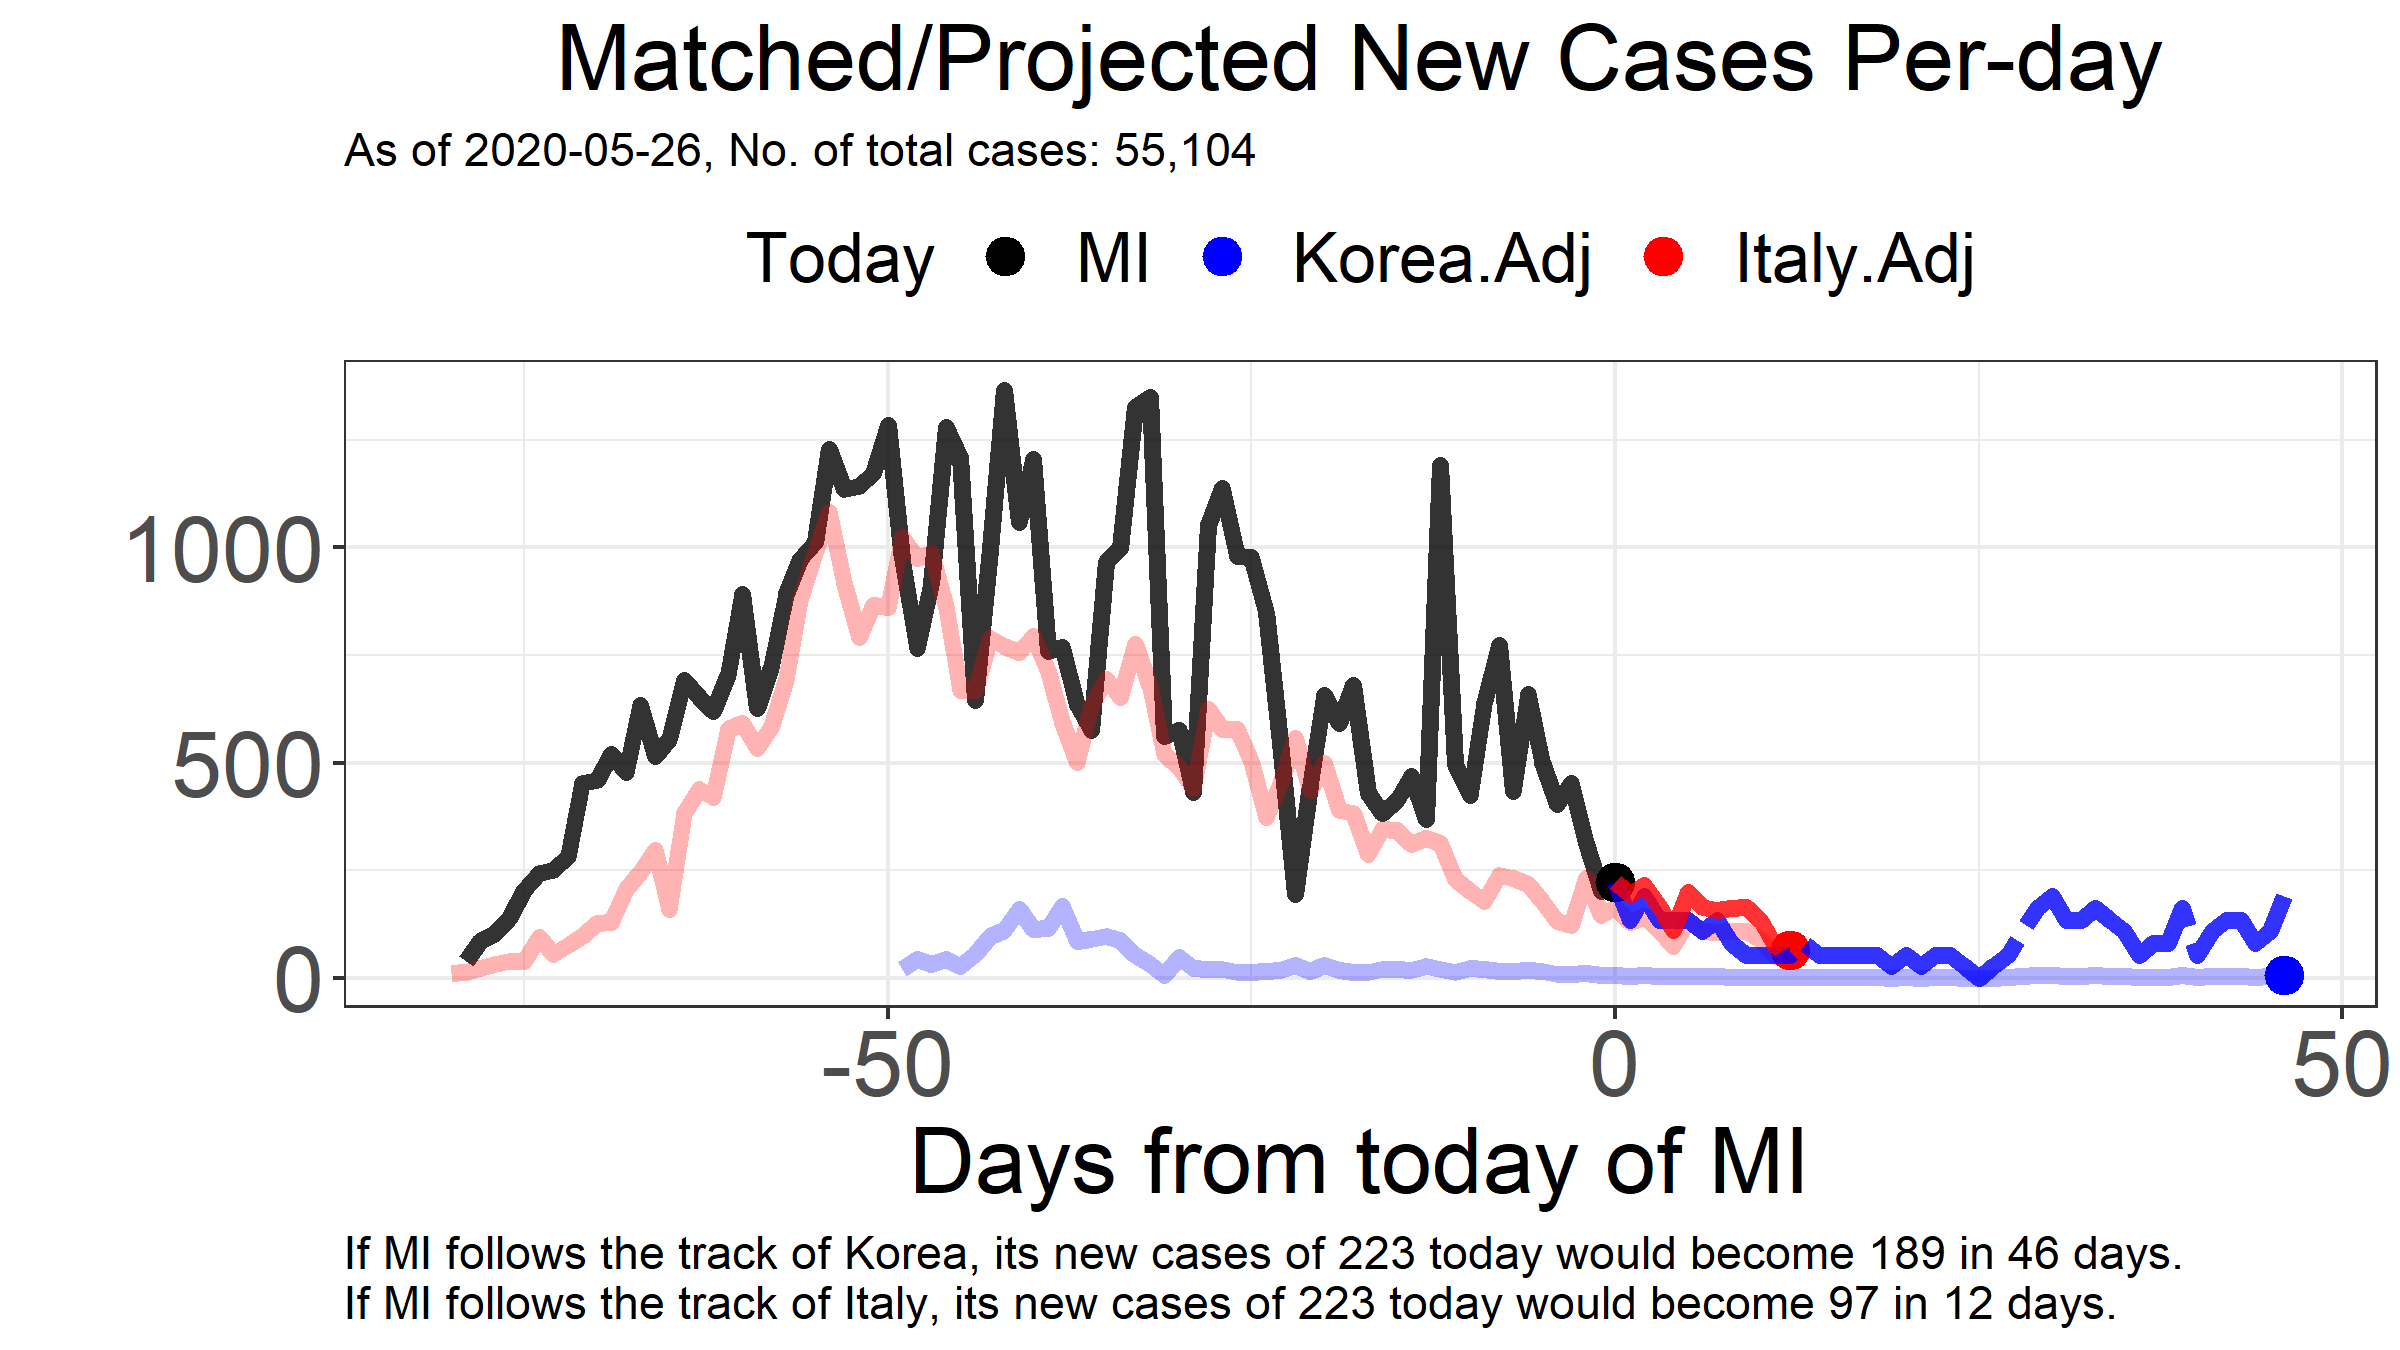 Matched/Projected New Cases Per-day
As of 2020-05-26, No. of total cases: 55,104
Today MI Korea.Adj Italy.Adj
1000
500
0
-50 0 50
Days from today of MI
If MI follows the track of Korea, its new cases of 223 today would become 189 in 46 days.
If MI follows the track of Italy, its new cases of 223 today would become 97 in 12 days.